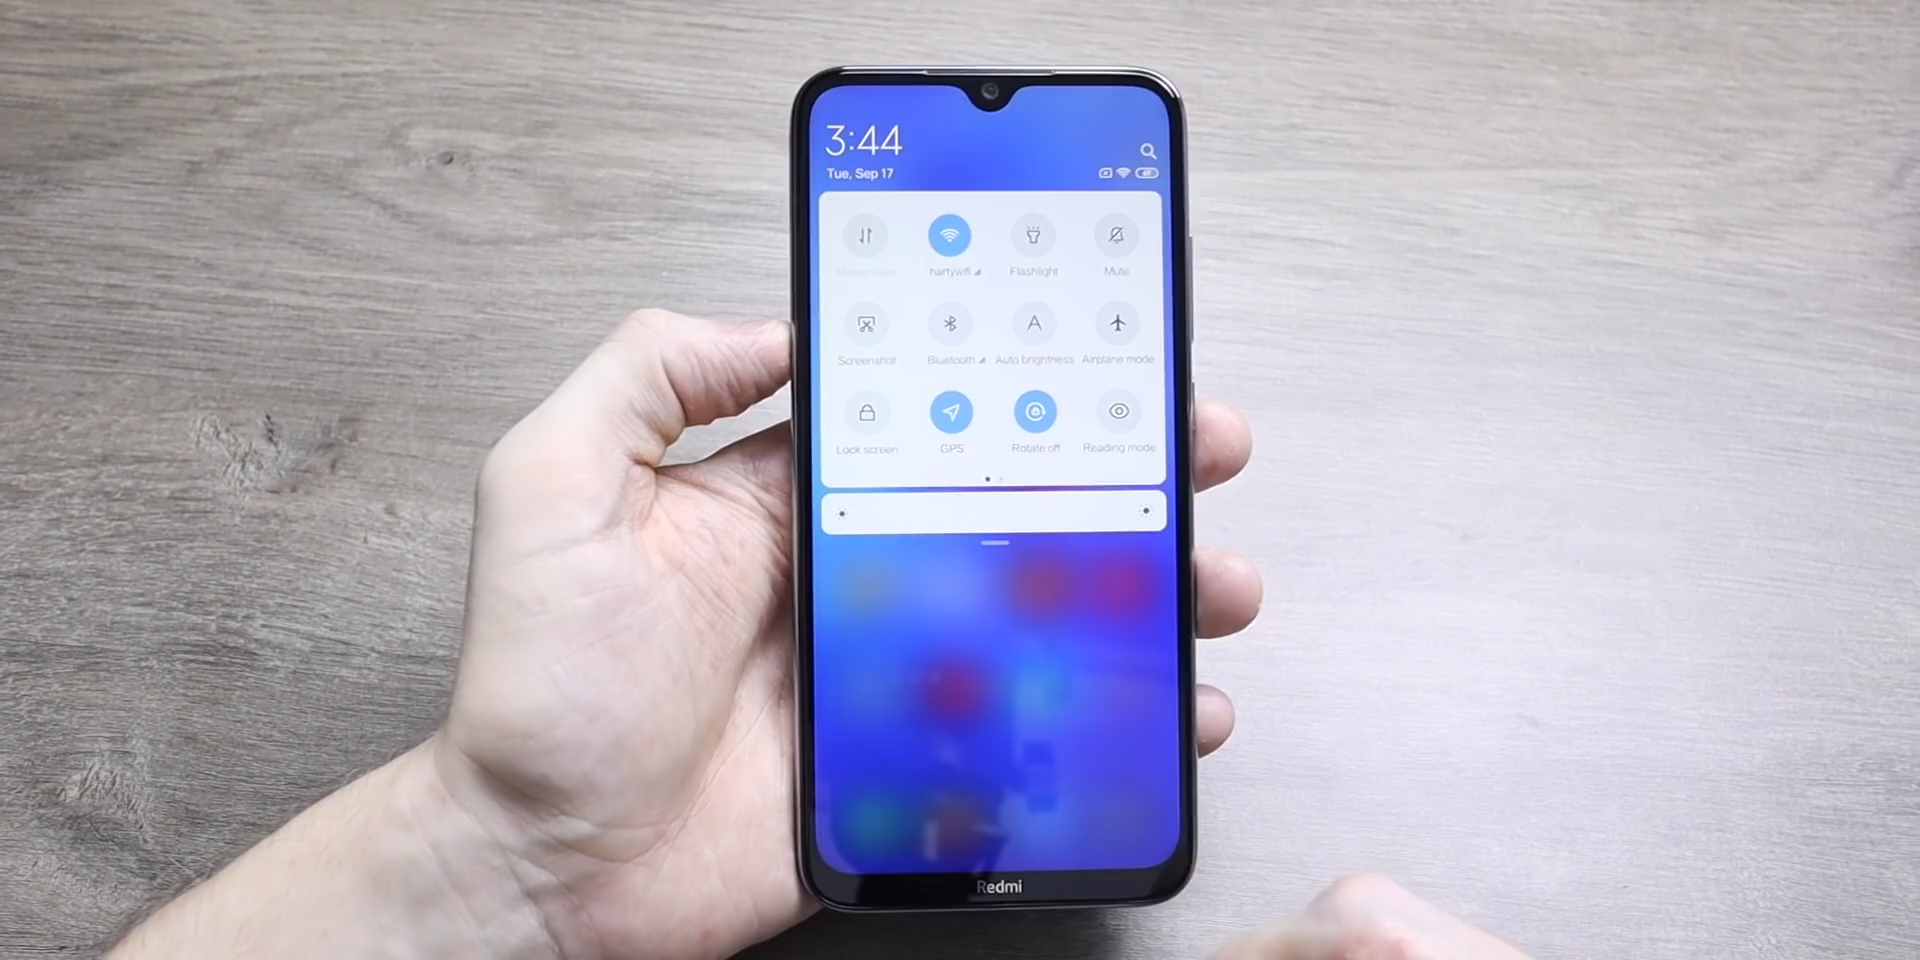 3:44
Tue, Sep 17
hartywifi
Flashlight
Mute
Screenshot
Bluetooth
Auto brightness
Airplane mode
Lock screen
GPS
Rotate off
Reading mode
Redmi